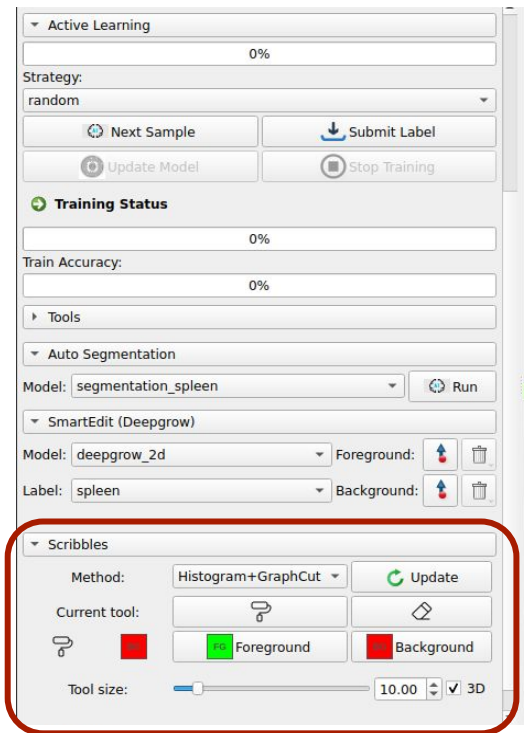 Active Learning
0%
Strategy:
random
Next Sample Submit Label
Update Model Stop Training
Training Status
0%
Train Accuracy:
0%
Tools
Auto Segmentation
Model: segmentation_spleen Run
SmartEdit (Deepgrow)
Model: deepgrow_2d Foreground:
Label: spleen Background:
Scribbles
Method: Histogram+GraphCut Update
Current tool:
FG Foreground Background
Tool size: 10.00 3D